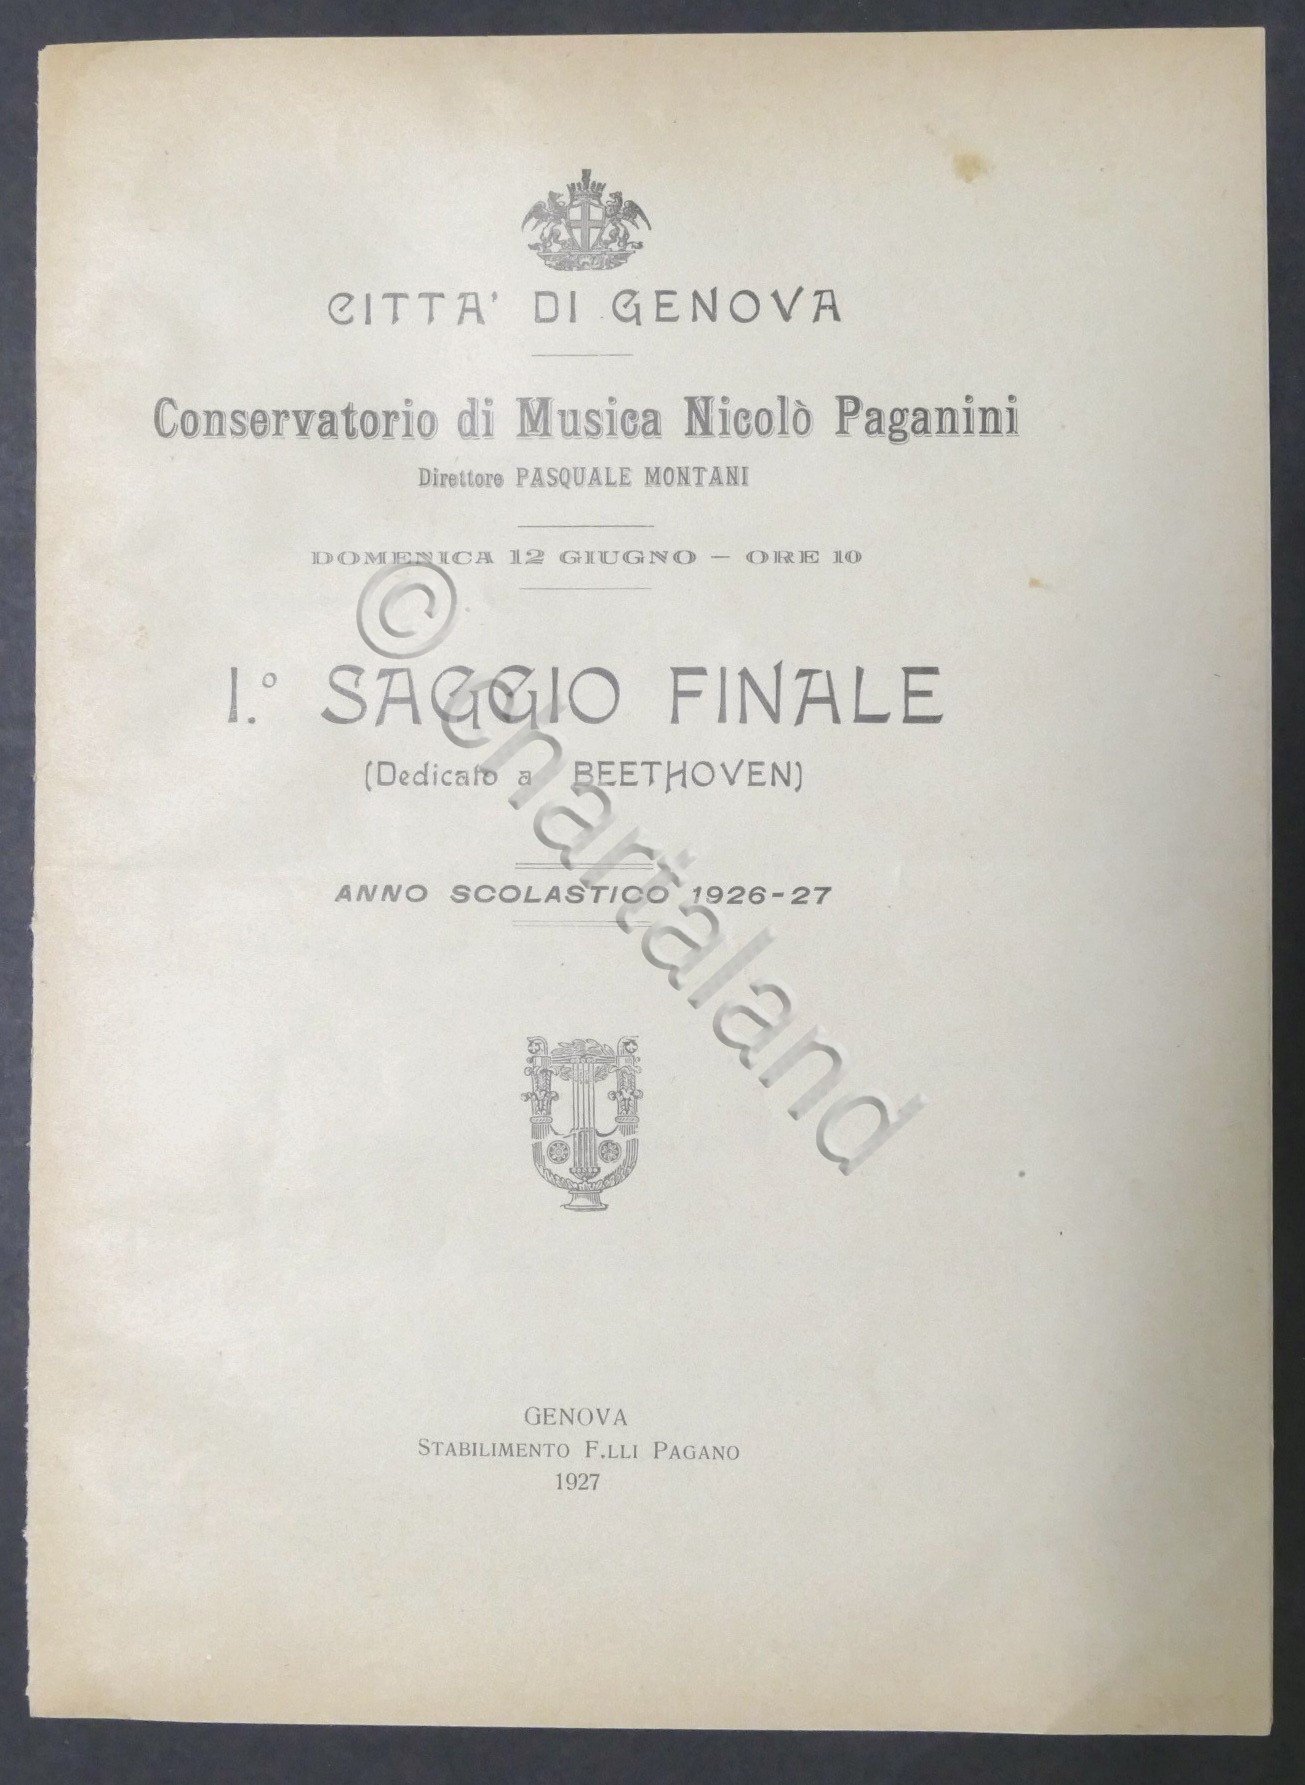 CITTA' DI GENOVA
Conservatorio di Musica Nicolò Paganini
Direttore PASQUALE MONTANI
DOMENICA 12 GIUGNO — ORE 10
I.º SAGGIO FINALE
(Dedicato a BEETHOVEN)
ANNO SCOLASTICO 1926-27
GENOVA
STABILIMENTO F.LLI PAGANO
1927
© chartaland